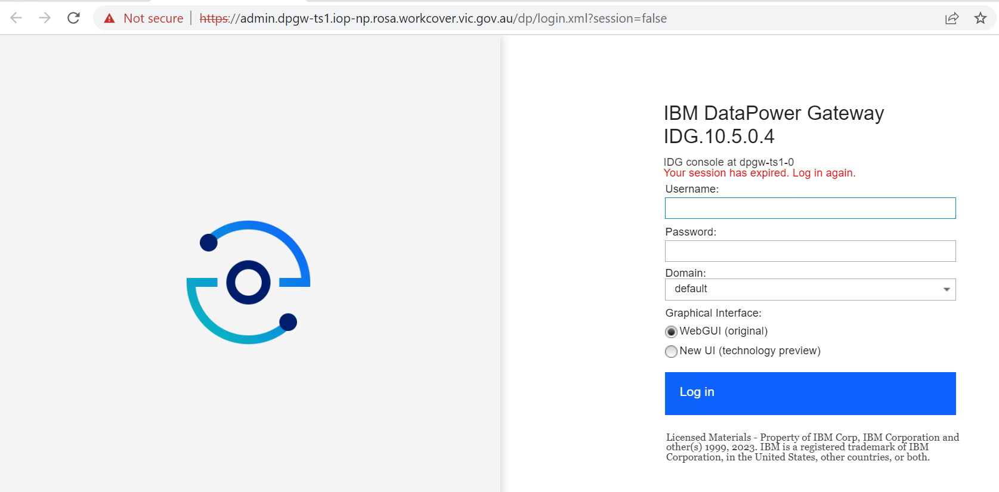 Not secure | https://admin.dpgw-ts1.iop-np.rosa.workcover.vic.gov.au/dp/login.xml?session=false
IBM DataPower Gateway
IDG.10.5.0.4
IDG console at dpgw-ts1-0
Your session has expired. Log in again.
Username:
Password:
Domain:
default
Graphical Interface:
WebGUI (original)
New UI (technology preview)
Log in
Licensed Materials - Property of IBM Corp, IBM Corporation and
other(s) 1999, 2023. IBM is a registered trademark of IBM
Corporation, in the United States, other countries, or both.